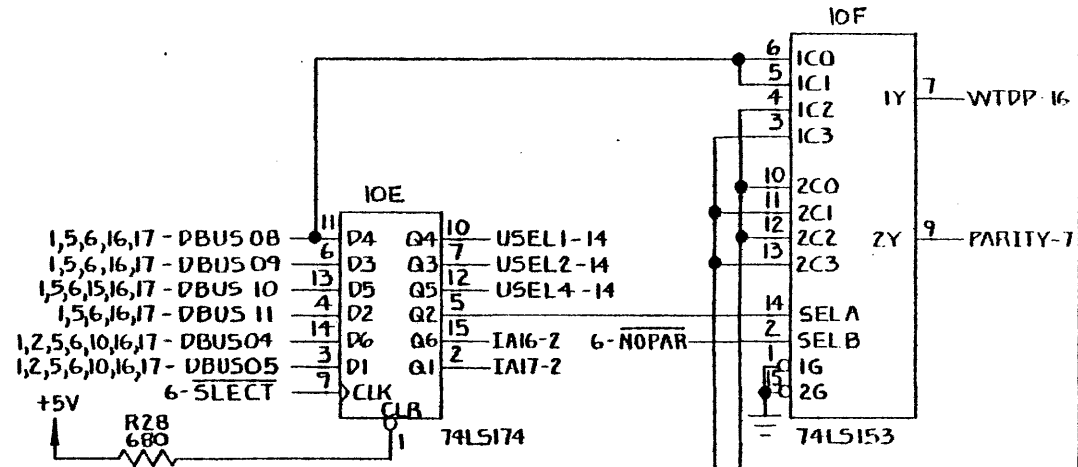 10F
6 1C0
5 1C1
4 1C2
3 1C3
1Y 7 WTDP-16
10 2C0
11 2C1
12 2C2
13 2C3
2Y 9 PARITY-7
14 SELA
6-NOPAR 2 SELB
1 1G
15 2G
74LS153
10E
1,5,6,16,17 - DBUS 08 11 D4 Q4 10 USEL1-14
1,5,6,16,17 - DBUS 09 6 D3 Q3 7 USEL2-14
1,5,6,15,16,17 - DBUS 10 13 D5 Q5 12 USEL4-14
1,5,6,16,17 - DBUS 11 4 D2 Q2 5
1,2,5,6,10,16,17 - DBUS04 14 D6 Q6 15 IA16-2
1,2,5,6,10,16,17 - DBUS05 3 D1 Q1 2 IA17-2
6-SLECT 9 CLK
CLR
1
74LS174
+5V
R28
680